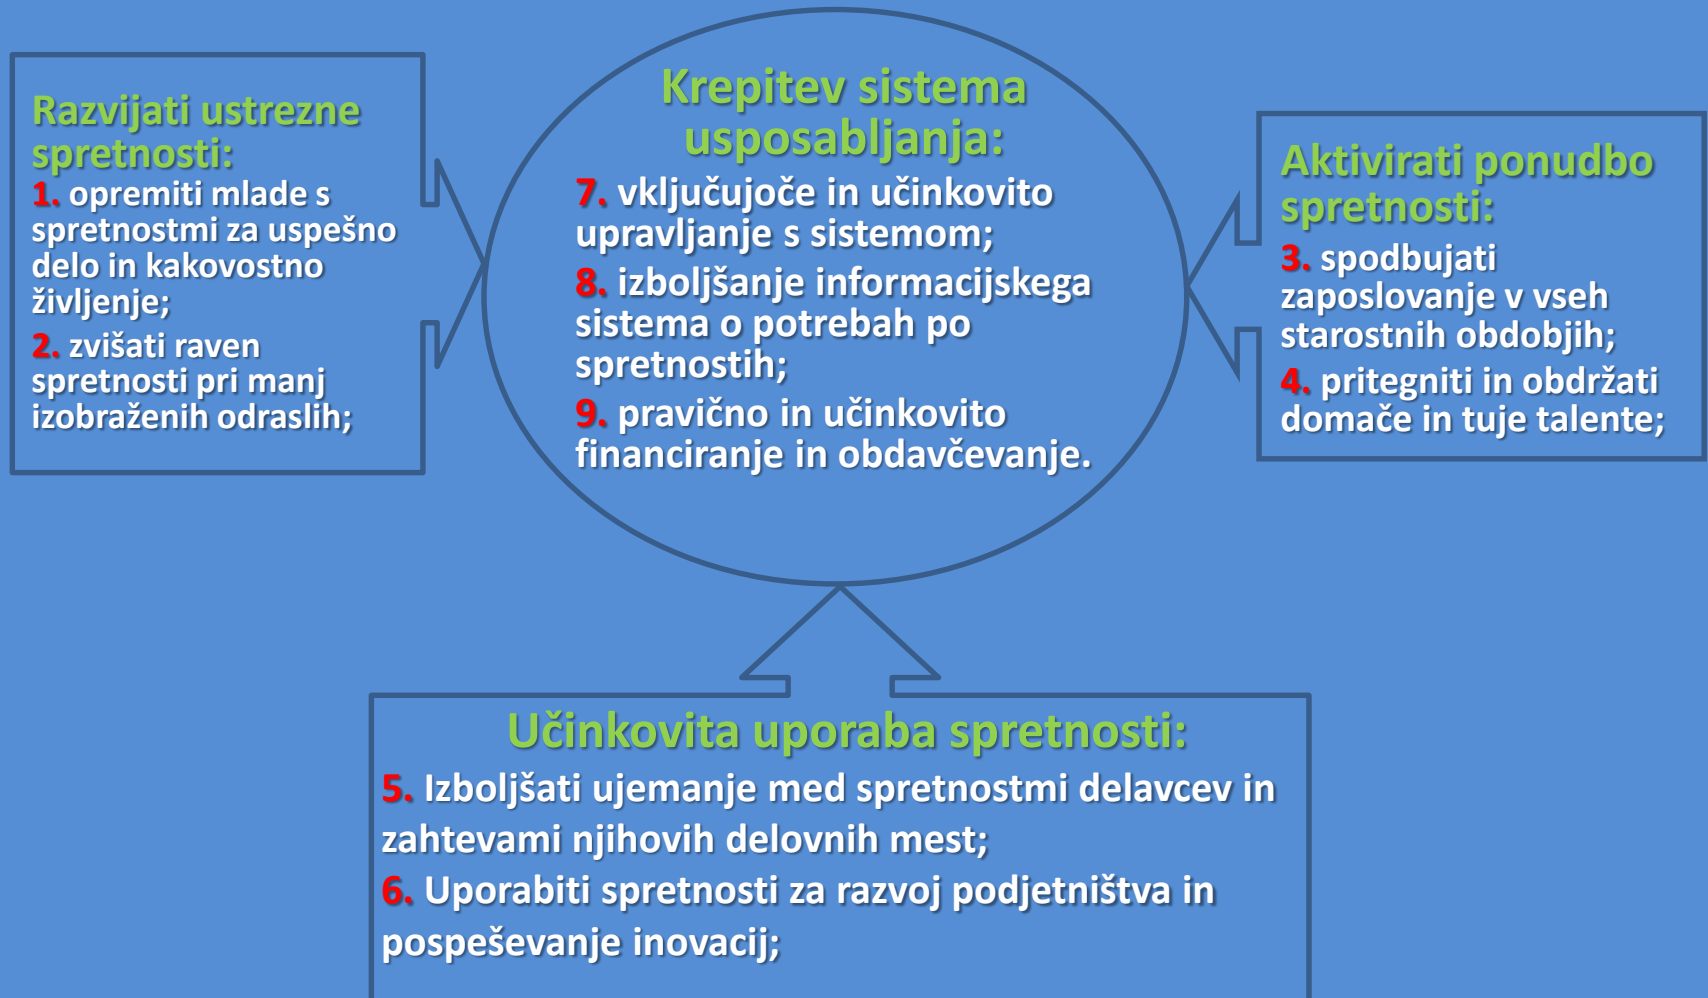 Razvijati ustrezne
spretnosti:
1. opremiti mlade s
spretnostmi za uspešno
delo in kakovostno
življenje;
2. zvišati raven
spretnosti pri manj
izobraženih odraslih;
Krepitev sistema
usposabljanja:
7. vključujoče in učinkovito
upravljanje s sistemom;
8. izboljšanje informacijskega
sistema o potrebah po
spretnostih;
9. pravično in učinkovito
financiranje in obdavčevanje.
Aktivirati ponudbo
spretnosti:
3. spodbujati
zaposlovanje v vseh
starostnih obdobjih;
4. pritegniti in obdržati
domače in tuje talente;
Učinkovita uporaba spretnosti:
5. Izboljšati ujemanje med spretnostmi delavcev in
zahtevami njihovih delovnih mest;
6. Uporabiti spretnosti za razvoj podjetništva in
pospeševanje inovacij;